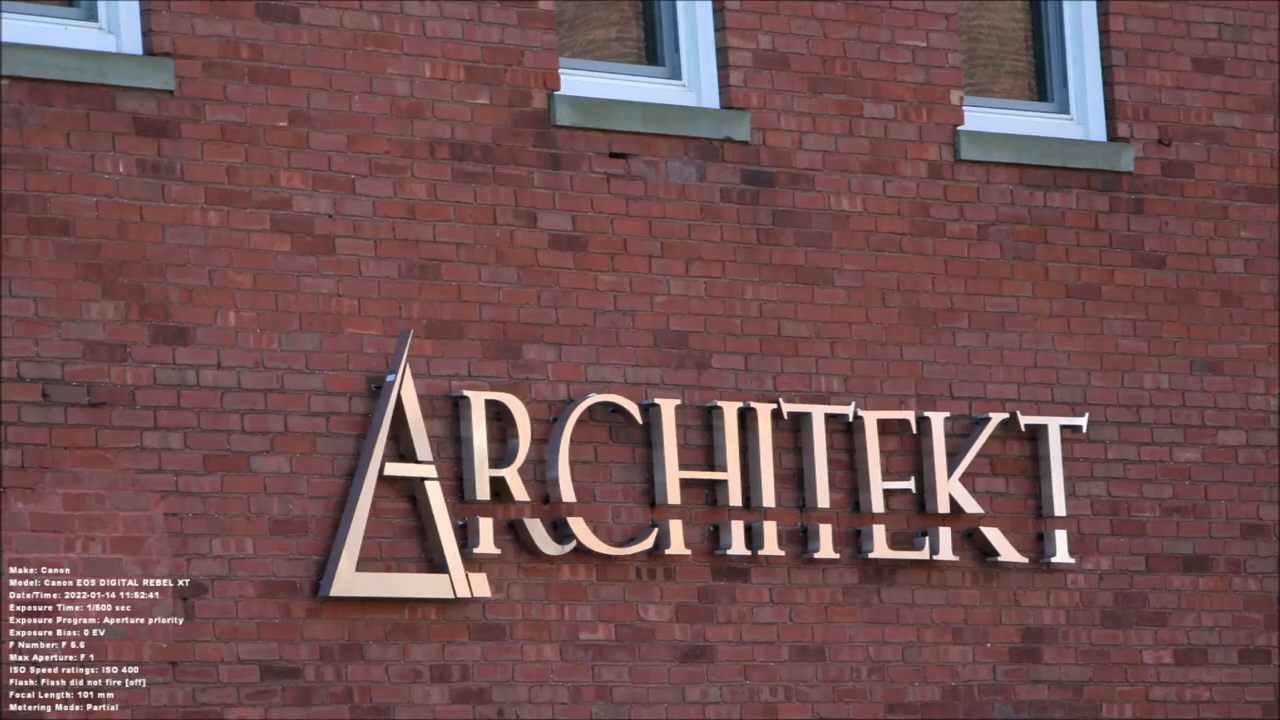 ARCHITEKT
Make: Canon
Model: Canon EOS DIGITAL REBEL XT
Date/Time: 2022-01-14 11:52:41
Exposure Time: 1/500 sec
Exposure Program: Aperture priority
Exposure Bias: 0 EV
F Number: F 5.6
Max Aperture: F 1
ISO Speed ratings: ISO 400
Flash: Flash did not fire [off]
Focal Length: 101 mm
Metering Mode: Partial